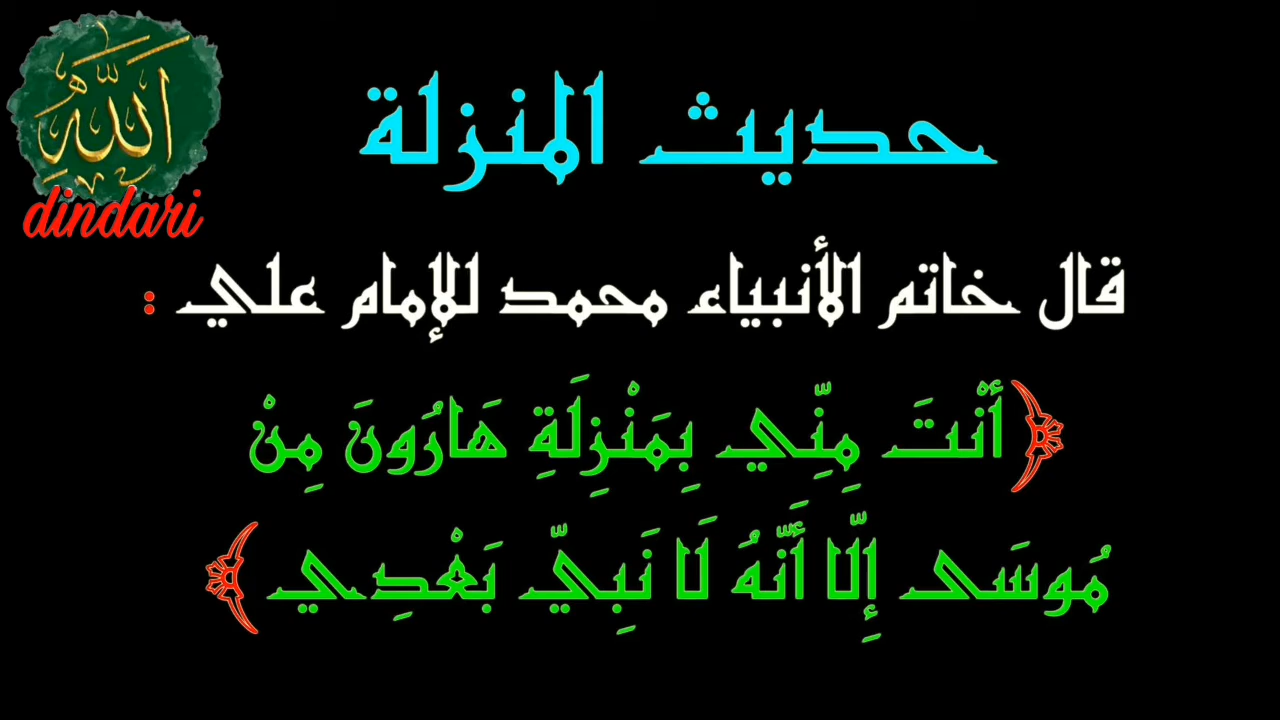 الله
dindari
حديث المنزلة
قال خاتم الأنبياء محمد للإمام علي :
﴿أَنْتَ مِنِّي بِمَنْزِلَةِ هَارُونَ مِنْ
مُوسَى إِلَّا أَنَّهُ لَا نَبِيّ بَعْدِي﴾